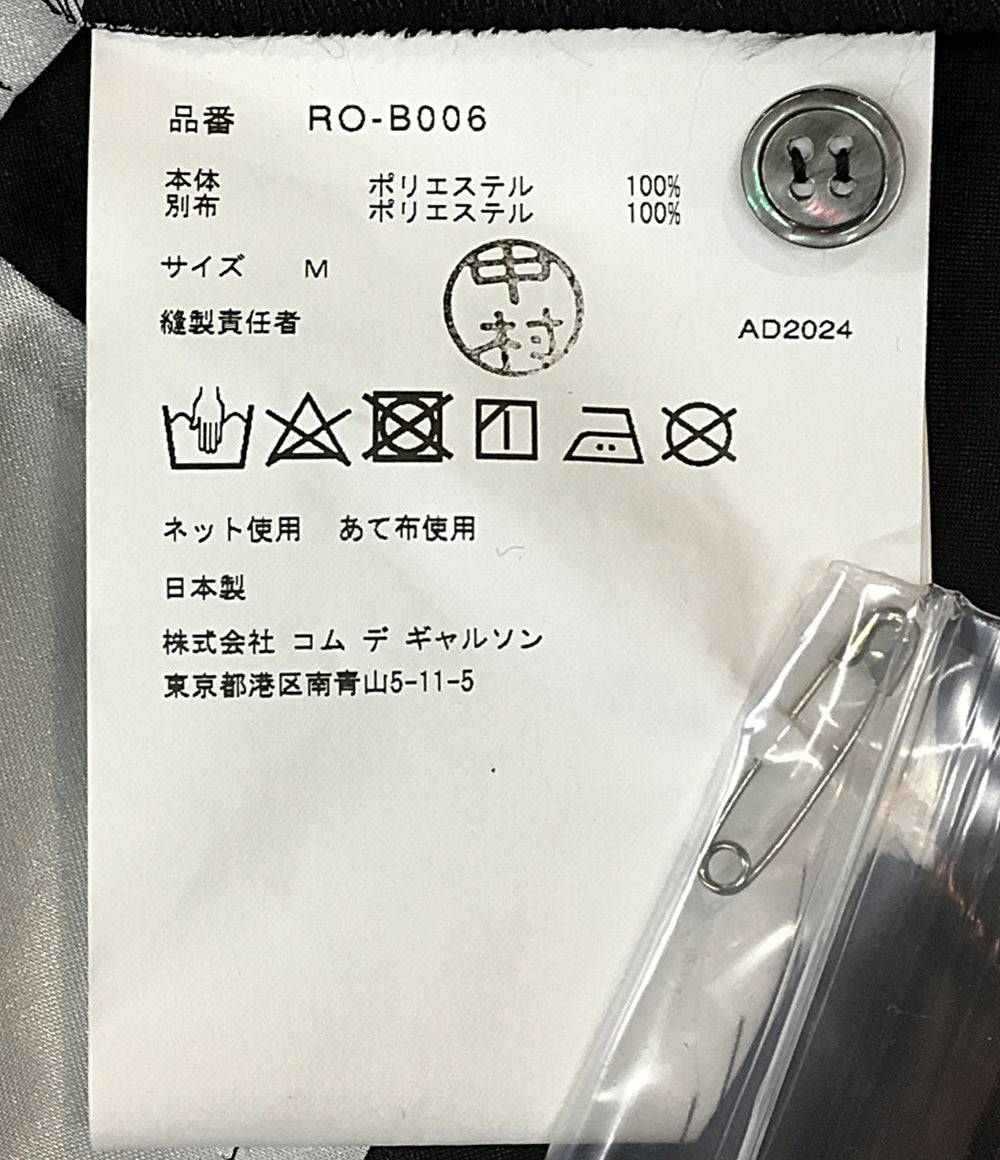 品番 RO-B006
本体 ポリエステル 100%
別布 ポリエステル 100%
サイズ M
中村
縫製責任者
AD2024
ネット使用 あて布使用
日本製
株式会社 コム デ ギャルソン
東京都港区南青山5-11-5